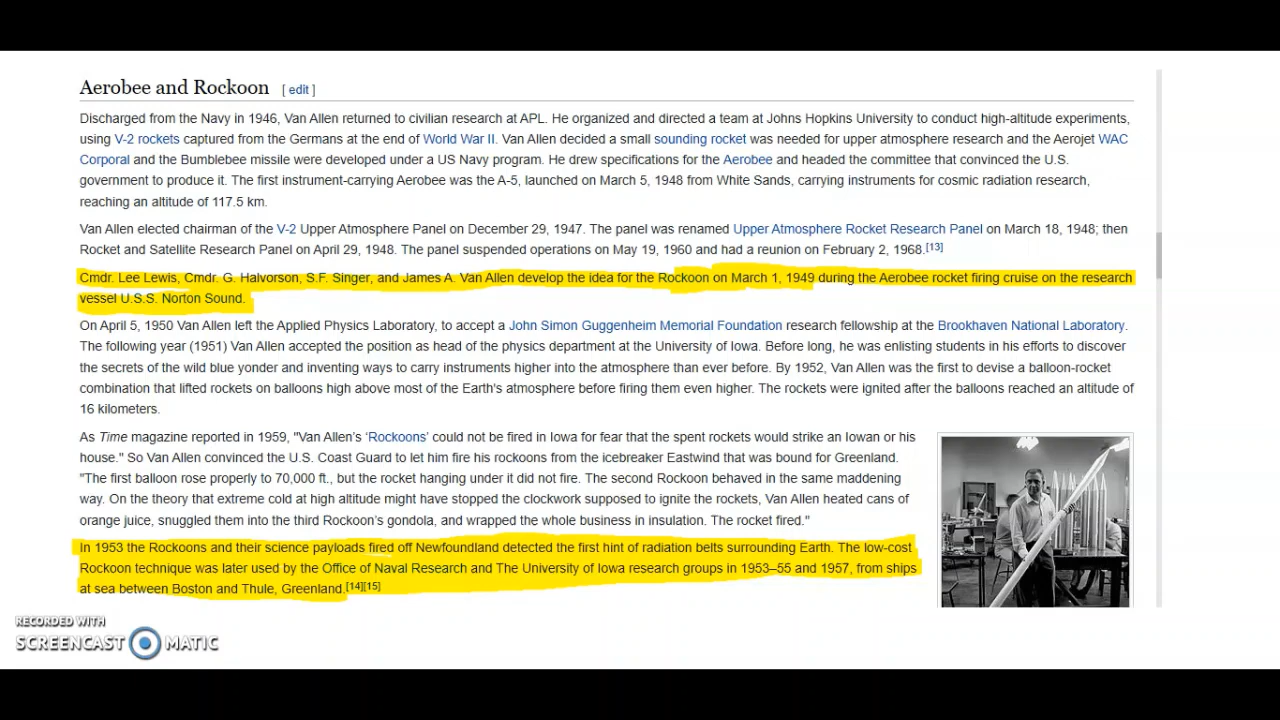 Aerobee and Rockoon [ edit ]
Discharged from the Navy in 1946, Van Allen returned to civilian research at APL. He organized and directed a team at Johns Hopkins University to conduct high-altitude experiments,
using V-2 rockets captured from the Germans at the end of World War II. Van Allen decided a small sounding rocket was needed for upper atmosphere research and the Aerojet WAC
Corporal and the Bumblebee missile were developed under a US Navy program. He drew specifications for the Aerobee and headed the committee that convinced the U.S.
government to produce it. The first instrument-carrying Aerobee was the A-5, launched on March 5, 1948 from White Sands, carrying instruments for cosmic radiation research,
reaching an altitude of 117.5 km.
Van Allen elected chairman of the V-2 Upper Atmosphere Panel on December 29, 1947. The panel was renamed Upper Atmosphere Rocket Research Panel on March 18, 1948; then
Rocket and Satellite Research Panel on April 29, 1948. The panel suspended operations on May 19, 1960 and had a reunion on February 2, 1968.[13]
Cmdr. Lee Lewis, Cmdr. G. Halvorson, S.F. Singer, and James A. Van Allen develop the idea for the Rockoon on March 1, 1949 during the Aerobee rocket firing cruise on the research
vessel U.S.S. Norton Sound.
On April 5, 1950 Van Allen left the Applied Physics Laboratory, to accept a John Simon Guggenheim Memorial Foundation research fellowship at the Brookhaven National Laboratory.
The following year (1951) Van Allen accepted the position as head of the physics department at the University of Iowa. Before long, he was enlisting students in his efforts to discover
the secrets of the wild blue yonder and inventing ways to carry instruments higher into the atmosphere than ever before. By 1952, Van Allen was the first to devise a balloon-rocket
combination that lifted rockets on balloons high above most of the Earth's atmosphere before firing them even higher. The rockets were ignited after the balloons reached an altitude of
16 kilometers.
As Time magazine reported in 1959, "Van Allen's 'Rockoons' could not be fired in Iowa for fear that the spent rockets would strike an Iowan or his
house." So Van Allen convinced the U.S. Coast Guard to let him fire his rockoons from the icebreaker Eastwind that was bound for Greenland.
"The first balloon rose properly to 70,000 ft., but the rocket hanging under it did not fire. The second Rockoon behaved in the same maddening
way. On the theory that extreme cold at high altitude might have stopped the clockwork supposed to ignite the rockets, Van Allen heated cans of
orange juice, snuggled them into the third Rockoon's gondola, and wrapped the whole business in insulation. The rocket fired."
In 1953 the Rockoons and their science payloads fired off Newfoundland detected the first hint of radiation belts surrounding Earth. The low-cost
Rockoon technique was later used by the Office of Naval Research and The University of Iowa research groups in 1953–55 and 1957, from ships
at sea between Boston and Thule, Greenland.[14][15]
RECORDED WITH
SCREENCAST MATIC